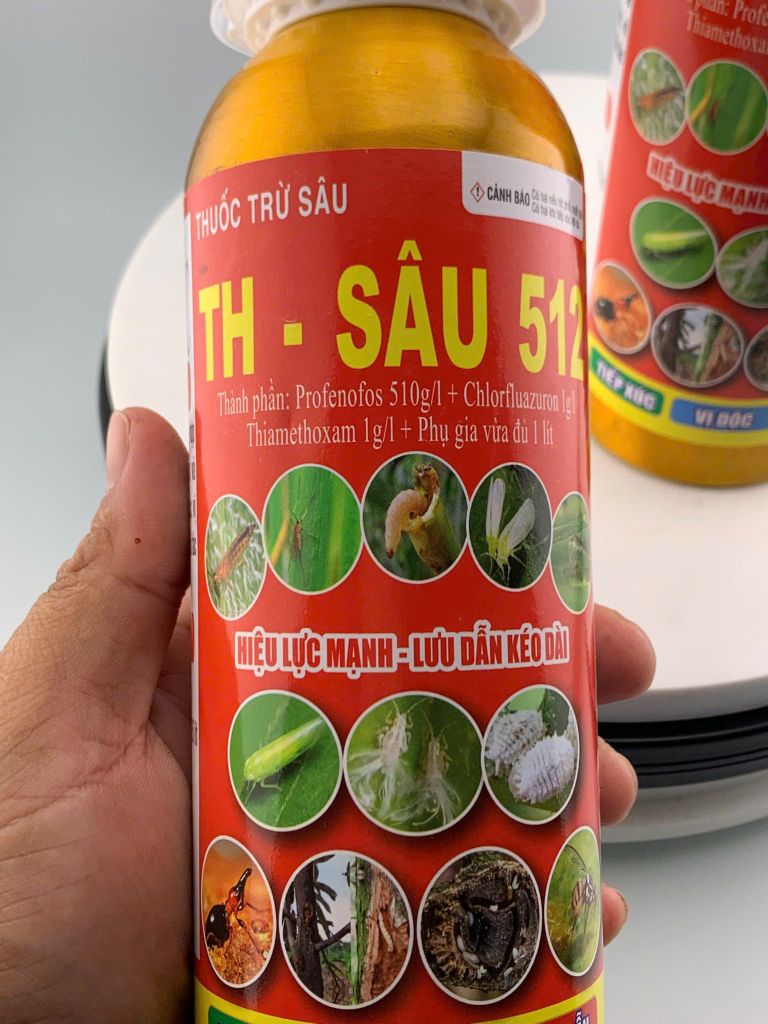 THUỐC TRỪ SÂU
CẢNH BÁO
TH - SÂU 512
Thành phần: Profenofos 510g/l + Chlorfluazuron 1g/l
Thiamethoxam 1g/l + Phụ gia vừa đủ 1 lít
HIỆU LỰC MẠNH - LƯU DẪN KÉO DÀI
Thiamethoxam
HIỆU LỰC MẠNH
TIẾP XÚC
VỊ ĐỘC